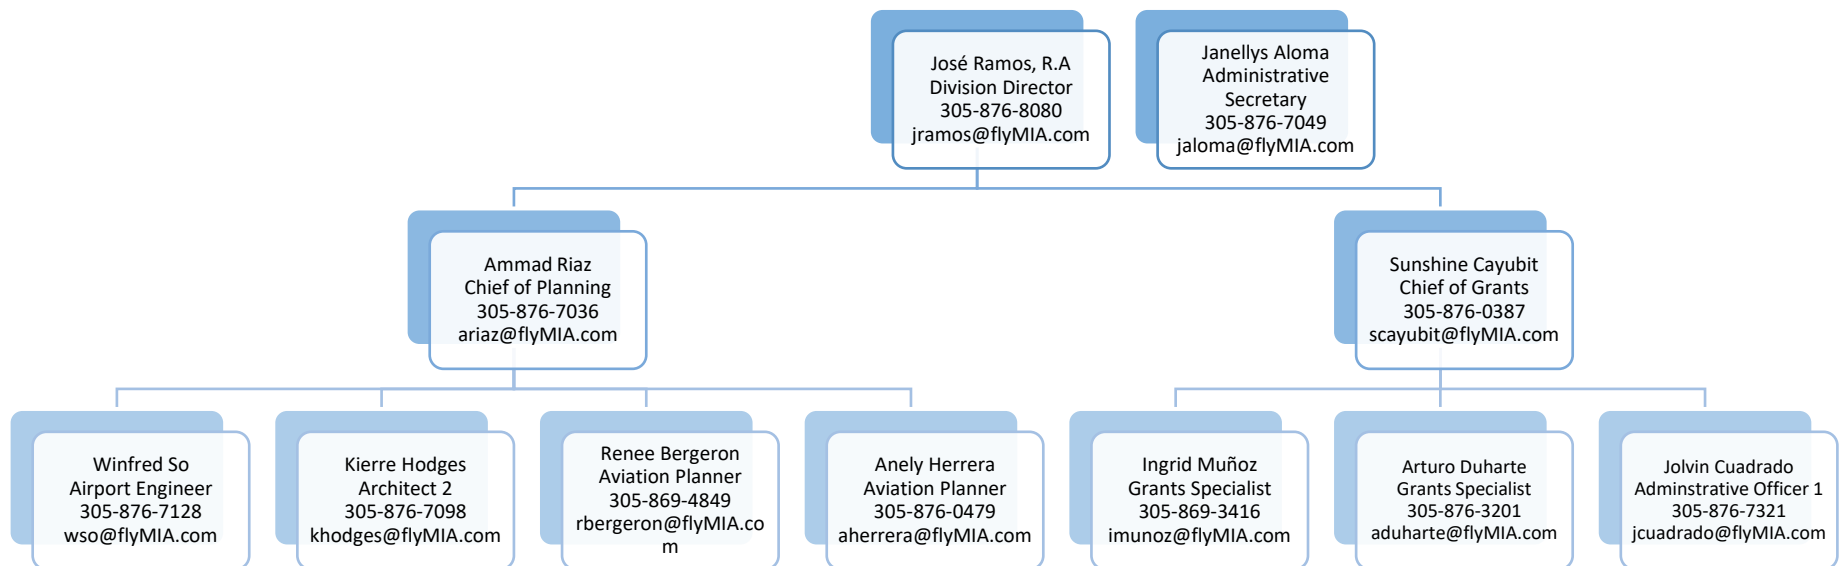 José Ramos, R.A
Division Director
305-876-8080
jramos@flyMIA.com
Janellys Aloma
Administrative
Secretary
305-876-7049
jaloma@flyMIA.com
Ammad Riaz
Chief of Planning
305-876-7036
ariaz@flyMIA.com
Sunshine Cayubit
Chief of Grants
305-876-0387
scayubit@flyMIA.com
Winfred So
Airport Engineer
305-876-7128
wso@flyMIA.com
Kierre Hodges
Architect 2
305-876-7098
khodges@flyMIA.com
Renee Bergeron
Aviation Planner
305-869-4849
rbergeron@flyMIA.co
m
Anely Herrera
Aviation Planner
305-876-0479
aherrera@flyMIA.com
Ingrid Muñoz
Grants Specialist
305-869-3416
imunoz@flyMIA.com
Arturo Duharte
Grants Specialist
305-876-3201
aduharte@flyMIA.com
Jolvin Cuadrado
Adminstrative Officer 1
305-876-7321
jcuadrado@flyMIA.com